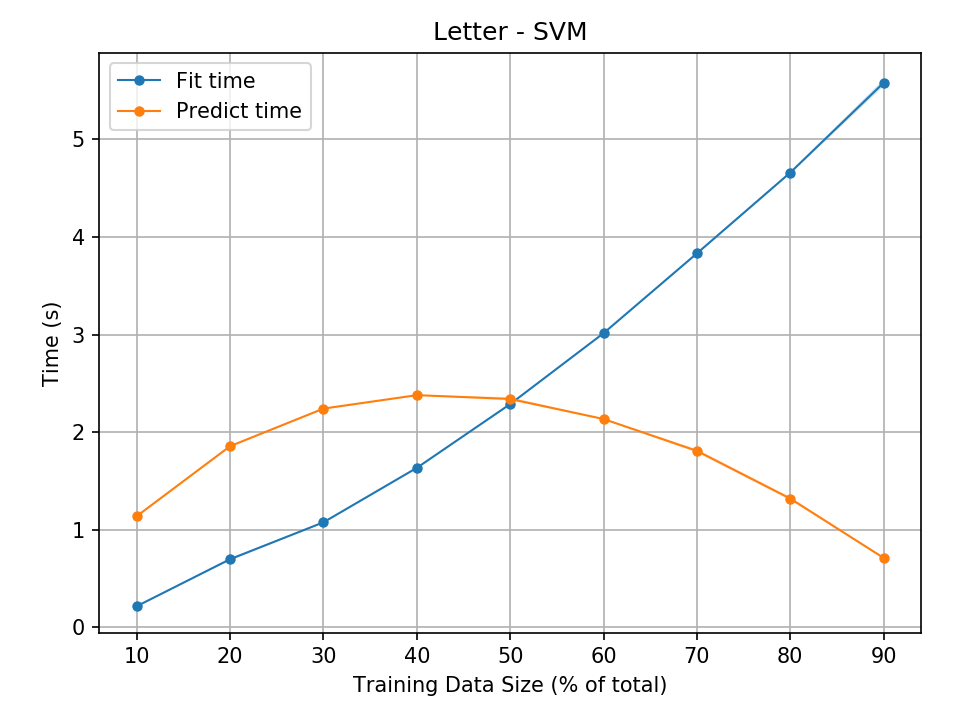 Letter - SVM
Fit time
Predict time
Time (s)
5
4
3
2
1
0
10 20 30 40 50 60 70 80 90
Training Data Size (% of total)